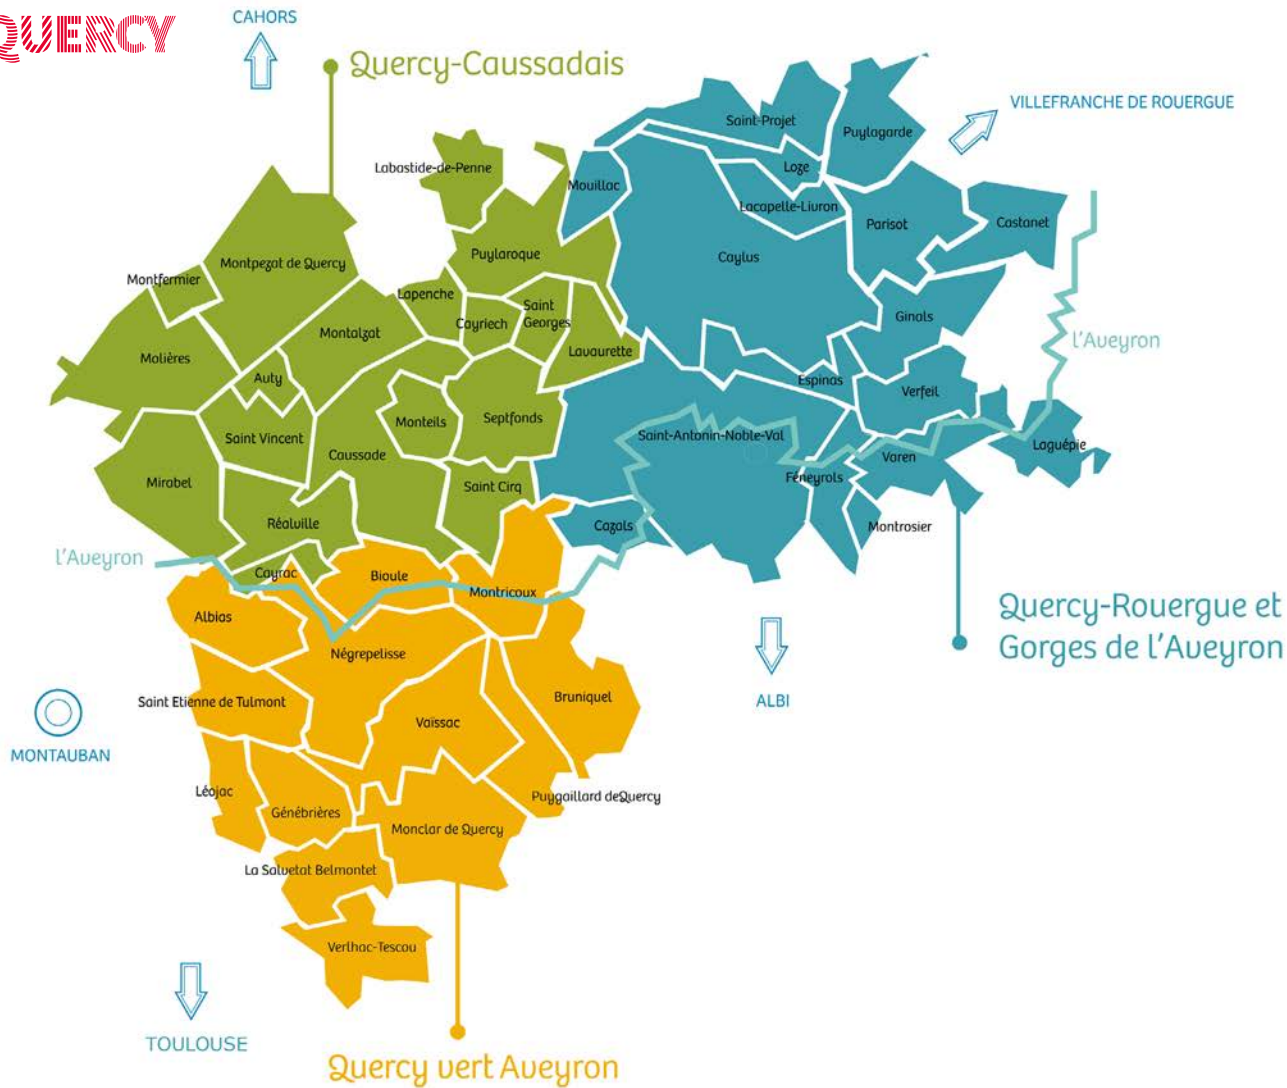 QUERCY
CAHORS
Quercy-Caussadais
VILLEFRANCHE DE ROUERGUE
Saint-Projet
Puylagarde
Labastide-de-Penne
Loze
Mouillac
Lacapelle-Livron
Parisot
Castanet
Puylaroque
Caylus
Montpezat de Quercy
Montfermier
Lapenche
Saint
Georges
Cayriech
Ginals
Montalzat
l'Aveyron
Lavaurette
Molières
Auty
Espinas
Verfeil
Monteils
Septfonds
Saint Vincent
Saint-Antonin-Noble-Val
Laguépie
Caussade
Varen
Mirabel
Saint Cirq
Féneyrols
Réalville
Cazals
Montrosier
l'Aveyron
Cayrac
Bioule
Montricoux
Quercy-Rouergue et
Gorges de l'Aveyron
Albias
Négrepelisse
Saint Etienne de Tulmont
Bruniquel
ALBI
Vaïssac
MONTAUBAN
Léojac
Puygaillard deQuercy
Génébrières
Monclar de Quercy
La Salvetat Belmontet
Verlhac-Tescou
TOULOUSE
Quercy vert Aveyron